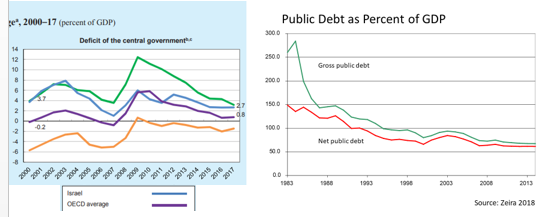 geᵃ, 2000–17 (percent of GDP)
Deficit of the central governmentᵇ,ᶜ
14
12
10
8
6
4
2
0
-2
-4
-6
-8
3.7
-0.2
2.7
0.8
2000 2001 2002 2003 2004 2005 2006 2007 2008 2009 2010 2011 2012 2013 2014 2015 2016 2017
Israel
OECD average
Public Debt as Percent of GDP
300.0
250.0
200.0
150.0
100.0
50.0
0.0
Gross public debt
Net public debt
1983 1988 1993 1998 2003 2008 2013
Source: Zeira 2018